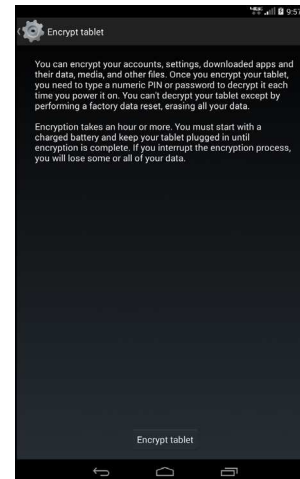 9:57
Encrypt tablet
You can encrypt your accounts, settings, downloaded apps and
their data, media, and other files. Once you encrypt your tablet,
you need to type a numeric PIN or password to decrypt it each
time you power it on. You can't decrypt your tablet except by
performing a factory data reset, erasing all your data.
Encryption takes an hour or more. You must start with a
charged battery and keep your tablet plugged in until
encryption is complete. If you interrupt the encryption process,
you will lose some or all of your data.
Encrypt tablet